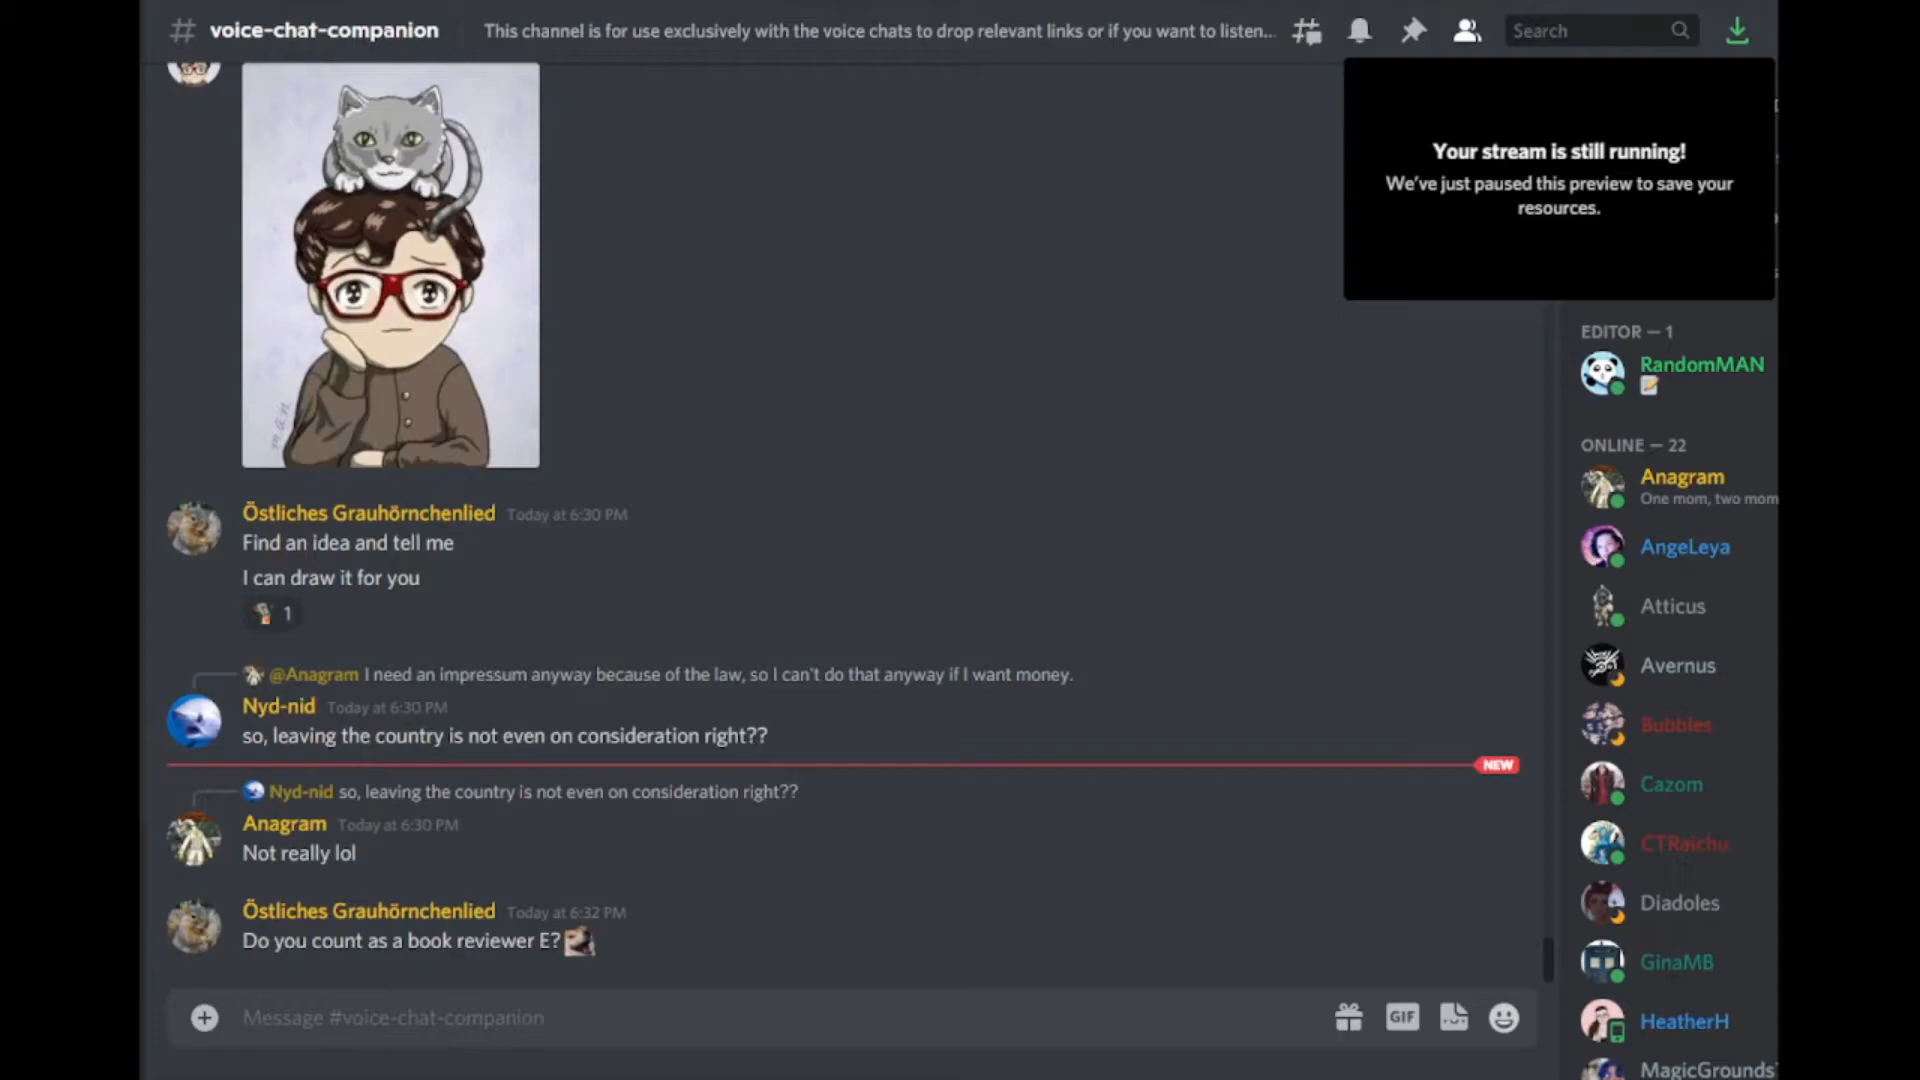 voice-chat-companion
This channel is for use exclusively with the voice chats to drop relevant links or if you want to listen...
Search
Your stream is still running!
We've just paused this preview to save your
resources.
m.a.n.
Östliches Grauhörnchenlied Today at 6:30 PM
Find an idea and tell me
I can draw it for you
1
@Anagram I need an impressum anyway because of the law, so I can't do that anyway if I want money.
Nyd-nid Today at 6:30 PM
so, leaving the country is not even on consideration right??
NEW
Nyd-nid so, leaving the country is not even on consideration right??
Anagram Today at 6:30 PM
Not really lol
Östliches Grauhörnchenlied Today at 6:32 PM
Do you count as a book reviewer E?
Message #voice-chat-companion
GIF
EDITOR — 1
RandomMAN
ONLINE — 22
Anagram
One mom, two mom
AngeLeya
Atticus
Avernus
Bubbles
Cazom
CTRaichu
Diadoles
GinaMB
HeatherH
MagicGrounds